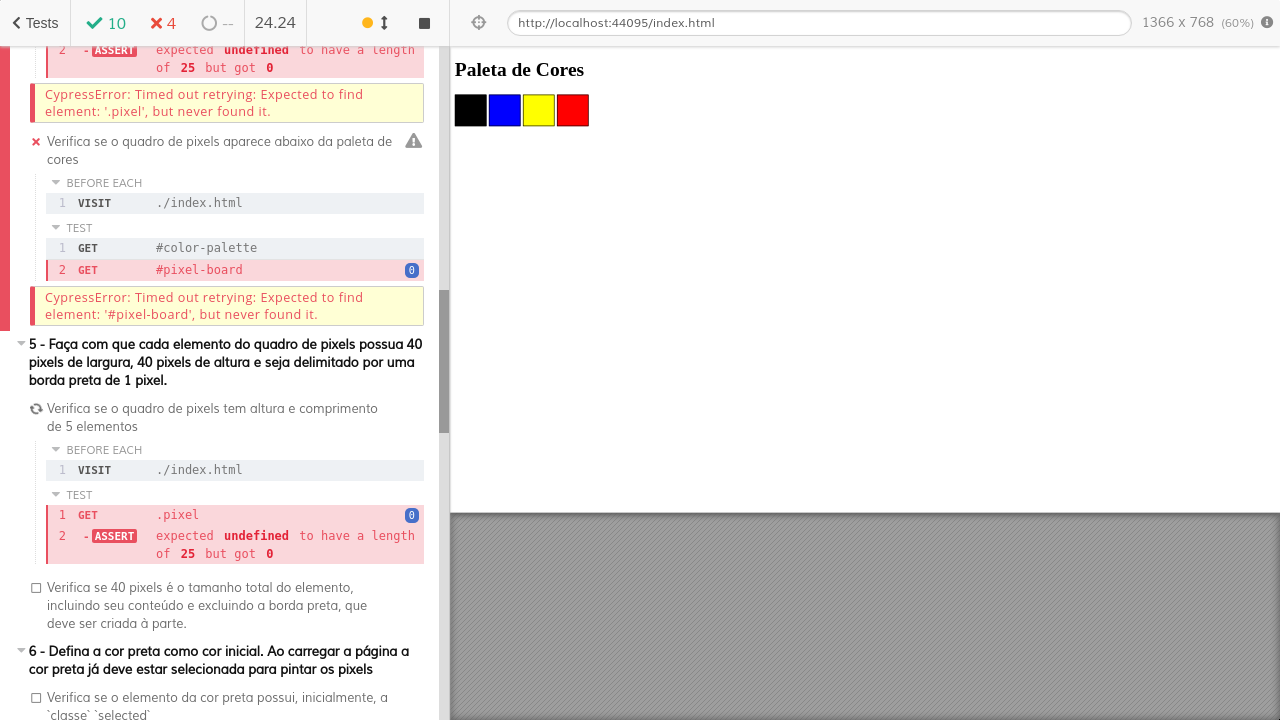 Tests 10 4 -- 24.24 http://localhost:44095/index.html 1366 x 768 (60%)
2 - ASSERT expected undefined to have a length
of 25 but got 0
CypressError: Timed out retrying: Expected to find
element: '.pixel', but never found it.
Verifica se o quadro de pixels aparece abaixo da paleta de
cores
BEFORE EACH
1 VISIT ./index.html
TEST
1 GET #color-palette
2 GET #pixel-board 0
CypressError: Timed out retrying: Expected to find
element: '#pixel-board', but never found it.
5 - Faça com que cada elemento do quadro de pixels possua 40
pixels de largura, 40 pixels de altura e seja delimitado por uma
borda preta de 1 pixel.
Verifica se o quadro de pixels tem altura e comprimento
de 5 elementos
BEFORE EACH
1 VISIT ./index.html
TEST
1 GET .pixel 0
2 - ASSERT expected undefined to have a length
of 25 but got 0
Verifica se 40 pixels é o tamanho total do elemento,
incluindo seu conteúdo e excluindo a borda preta, que
deve ser criada à parte.
6 - Defina a cor preta como cor inicial. Ao carregar a página a
cor preta já deve estar selecionada para pintar os pixels
Verifica se o elemento da cor preta possui, inicialmente, a
`classe` `selected`
Paleta de Cores